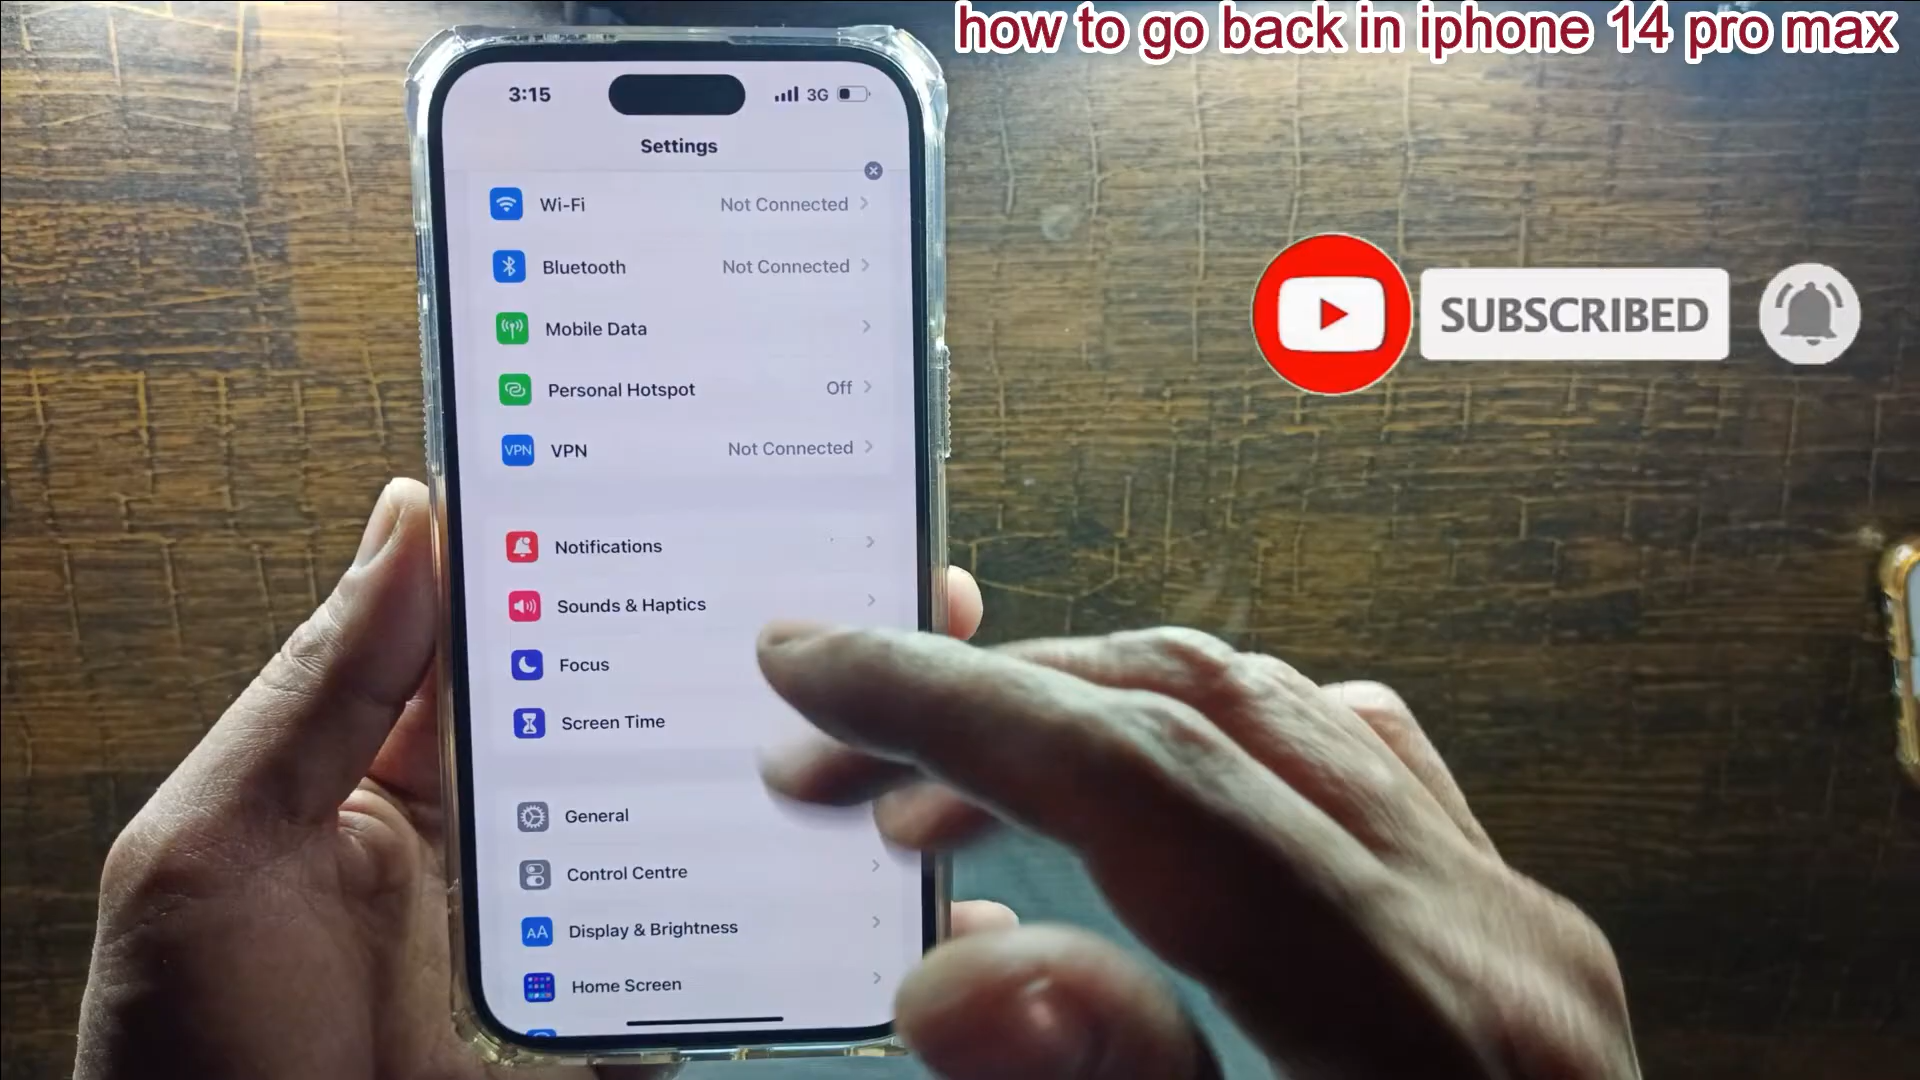 how to go back in iphone 14 pro max
3:15
3G
Settings
Wi-Fi Not Connected
Bluetooth Not Connected
Mobile Data
Personal Hotspot Off
VPN VPN Not Connected
Notifications
Sounds & Haptics
Focus
Screen Time
General
Control Centre
AA Display & Brightness
Home Screen
SUBSCRIBED